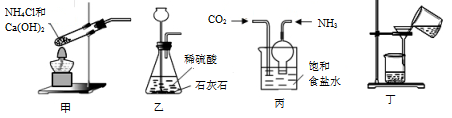 NH₄Cl和
Ca(OH)₂
甲
稀硫酸
石灰石
乙
CO₂
NH₃
饱和
食盐水
丙
丁